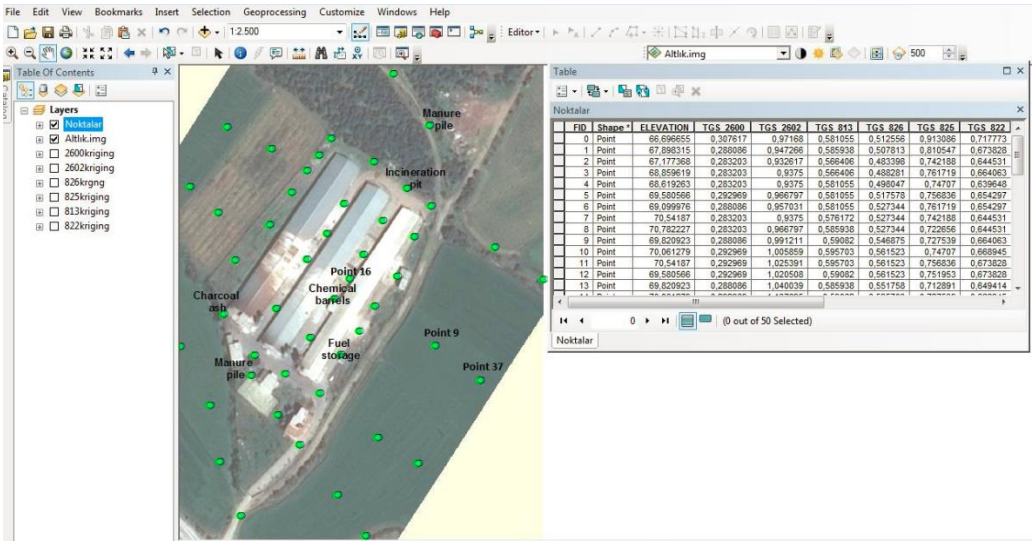 File Edit View Bookmarks Insert Selection Geoprocessing Customize Windows Help
1:2.500 Editor
Altlık.img 500
Table Of Contents
Layers
Noktalar
Altlık.img
2600kriging
2602kriging
826krgng
825kriging
813kriging
822kriging
Manure
pile
Incineration
pit
Point 16
Chemical
barrels
Charcoal
ash
Fuel
storage
Manure
pile
Point 9
Point 37
Table
Noktalar
FID Shape * ELEVATION TGS_2600 TGS_2602 TGS_813 TGS_826 TGS_825 TGS_822
0 Point 66,696655 0,307617 0,97168 0,581055 0,512556 0,913086 0,717773
1 Point 67,898315 0,288086 0,947266 0,585938 0,507813 0,810547 0,673828
2 Point 67,177368 0,283203 0,932617 0,566406 0,483398 0,742188 0,644531
3 Point 68,859619 0,283203 0,9375 0,566406 0,488281 0,761719 0,664063
4 Point 68,619263 0,283203 0,9375 0,581055 0,498047 0,74707 0,639648
5 Point 69,580566 0,292969 0,966797 0,581055 0,517578 0,756836 0,654297
6 Point 69,099976 0,288086 0,957031 0,581055 0,527344 0,761719 0,654297
7 Point 70,54187 0,283203 0,9375 0,576172 0,527344 0,742188 0,644531
8 Point 70,782227 0,283203 0,966797 0,585938 0,527344 0,722656 0,644531
9 Point 69,820923 0,288086 0,991211 0,59082 0,546875 0,727539 0,664063
10 Point 70,061279 0,292969 1,005859 0,595703 0,561523 0,74707 0,668945
11 Point 70,54187 0,292969 1,025391 0,595703 0,561523 0,756836 0,673828
12 Point 69,580566 0,292969 1,020508 0,59082 0,561523 0,751953 0,673828
13 Point 69,820923 0,288086 1,040039 0,585938 0,551758 0,712891 0,649414
0 (0 out of 50 Selected)
Noktalar